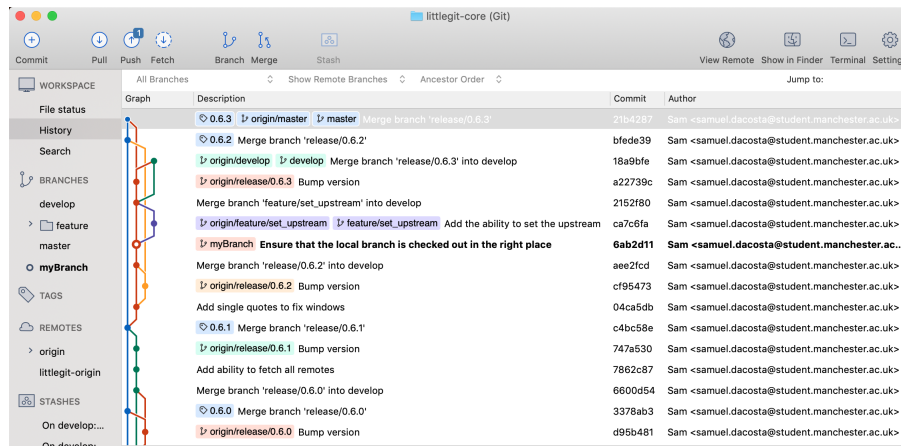 littlegit-core (Git)
1
Commit Pull Push Fetch Branch Merge Stash View Remote Show in Finder Terminal Setting
All Branches Show Remote Branches Ancestor Order Jump to:
Graph Description Commit Author
WORKSPACE
File status
History
Search
BRANCHES
develop
feature
master
myBranch
TAGS
REMOTES
origin
littlegit-origin
STASHES
On develop:...
On develop:...
0.6.3 origin/master master Merge branch 'release/0.6.3' 21b4287 Sam <samuel.dacosta@student.manchester.ac.uk>
0.6.2 Merge branch 'release/0.6.2' bfede39 Sam <samuel.dacosta@student.manchester.ac.uk>
origin/develop develop Merge branch 'release/0.6.3' into develop 18a9bfe Sam <samuel.dacosta@student.manchester.ac.uk>
origin/release/0.6.3 Bump version a22739c Sam <samuel.dacosta@student.manchester.ac.uk>
Merge branch 'feature/set_upstream' into develop 2152f80 Sam <samuel.dacosta@student.manchester.ac.uk>
origin/feature/set_upstream feature/set_upstream Add the ability to set the upstream ca7c6fa Sam <samuel.dacosta@student.manchester.ac.uk>
myBranch Ensure that the local branch is checked out in the right place 6ab2d11 Sam <samuel.dacosta@student.manchester.ac..
Merge branch 'release/0.6.2' into develop aee2fcd Sam <samuel.dacosta@student.manchester.ac.uk>
origin/release/0.6.2 Bump version cf95473 Sam <samuel.dacosta@student.manchester.ac.uk>
Add single quotes to fix windows 04ca5db Sam <samuel.dacosta@student.manchester.ac.uk>
0.6.1 Merge branch 'release/0.6.1' c4bc58e Sam <samuel.dacosta@student.manchester.ac.uk>
origin/release/0.6.1 Bump version 747a530 Sam <samuel.dacosta@student.manchester.ac.uk>
Add ability to fetch all remotes 7862c87 Sam <samuel.dacosta@student.manchester.ac.uk>
Merge branch 'release/0.6.0' into develop 6600d54 Sam <samuel.dacosta@student.manchester.ac.uk>
0.6.0 Merge branch 'release/0.6.0' 3378ab3 Sam <samuel.dacosta@student.manchester.ac.uk>
origin/release/0.6.0 Bump version d95b481 Sam <samuel.dacosta@student.manchester.ac.uk>